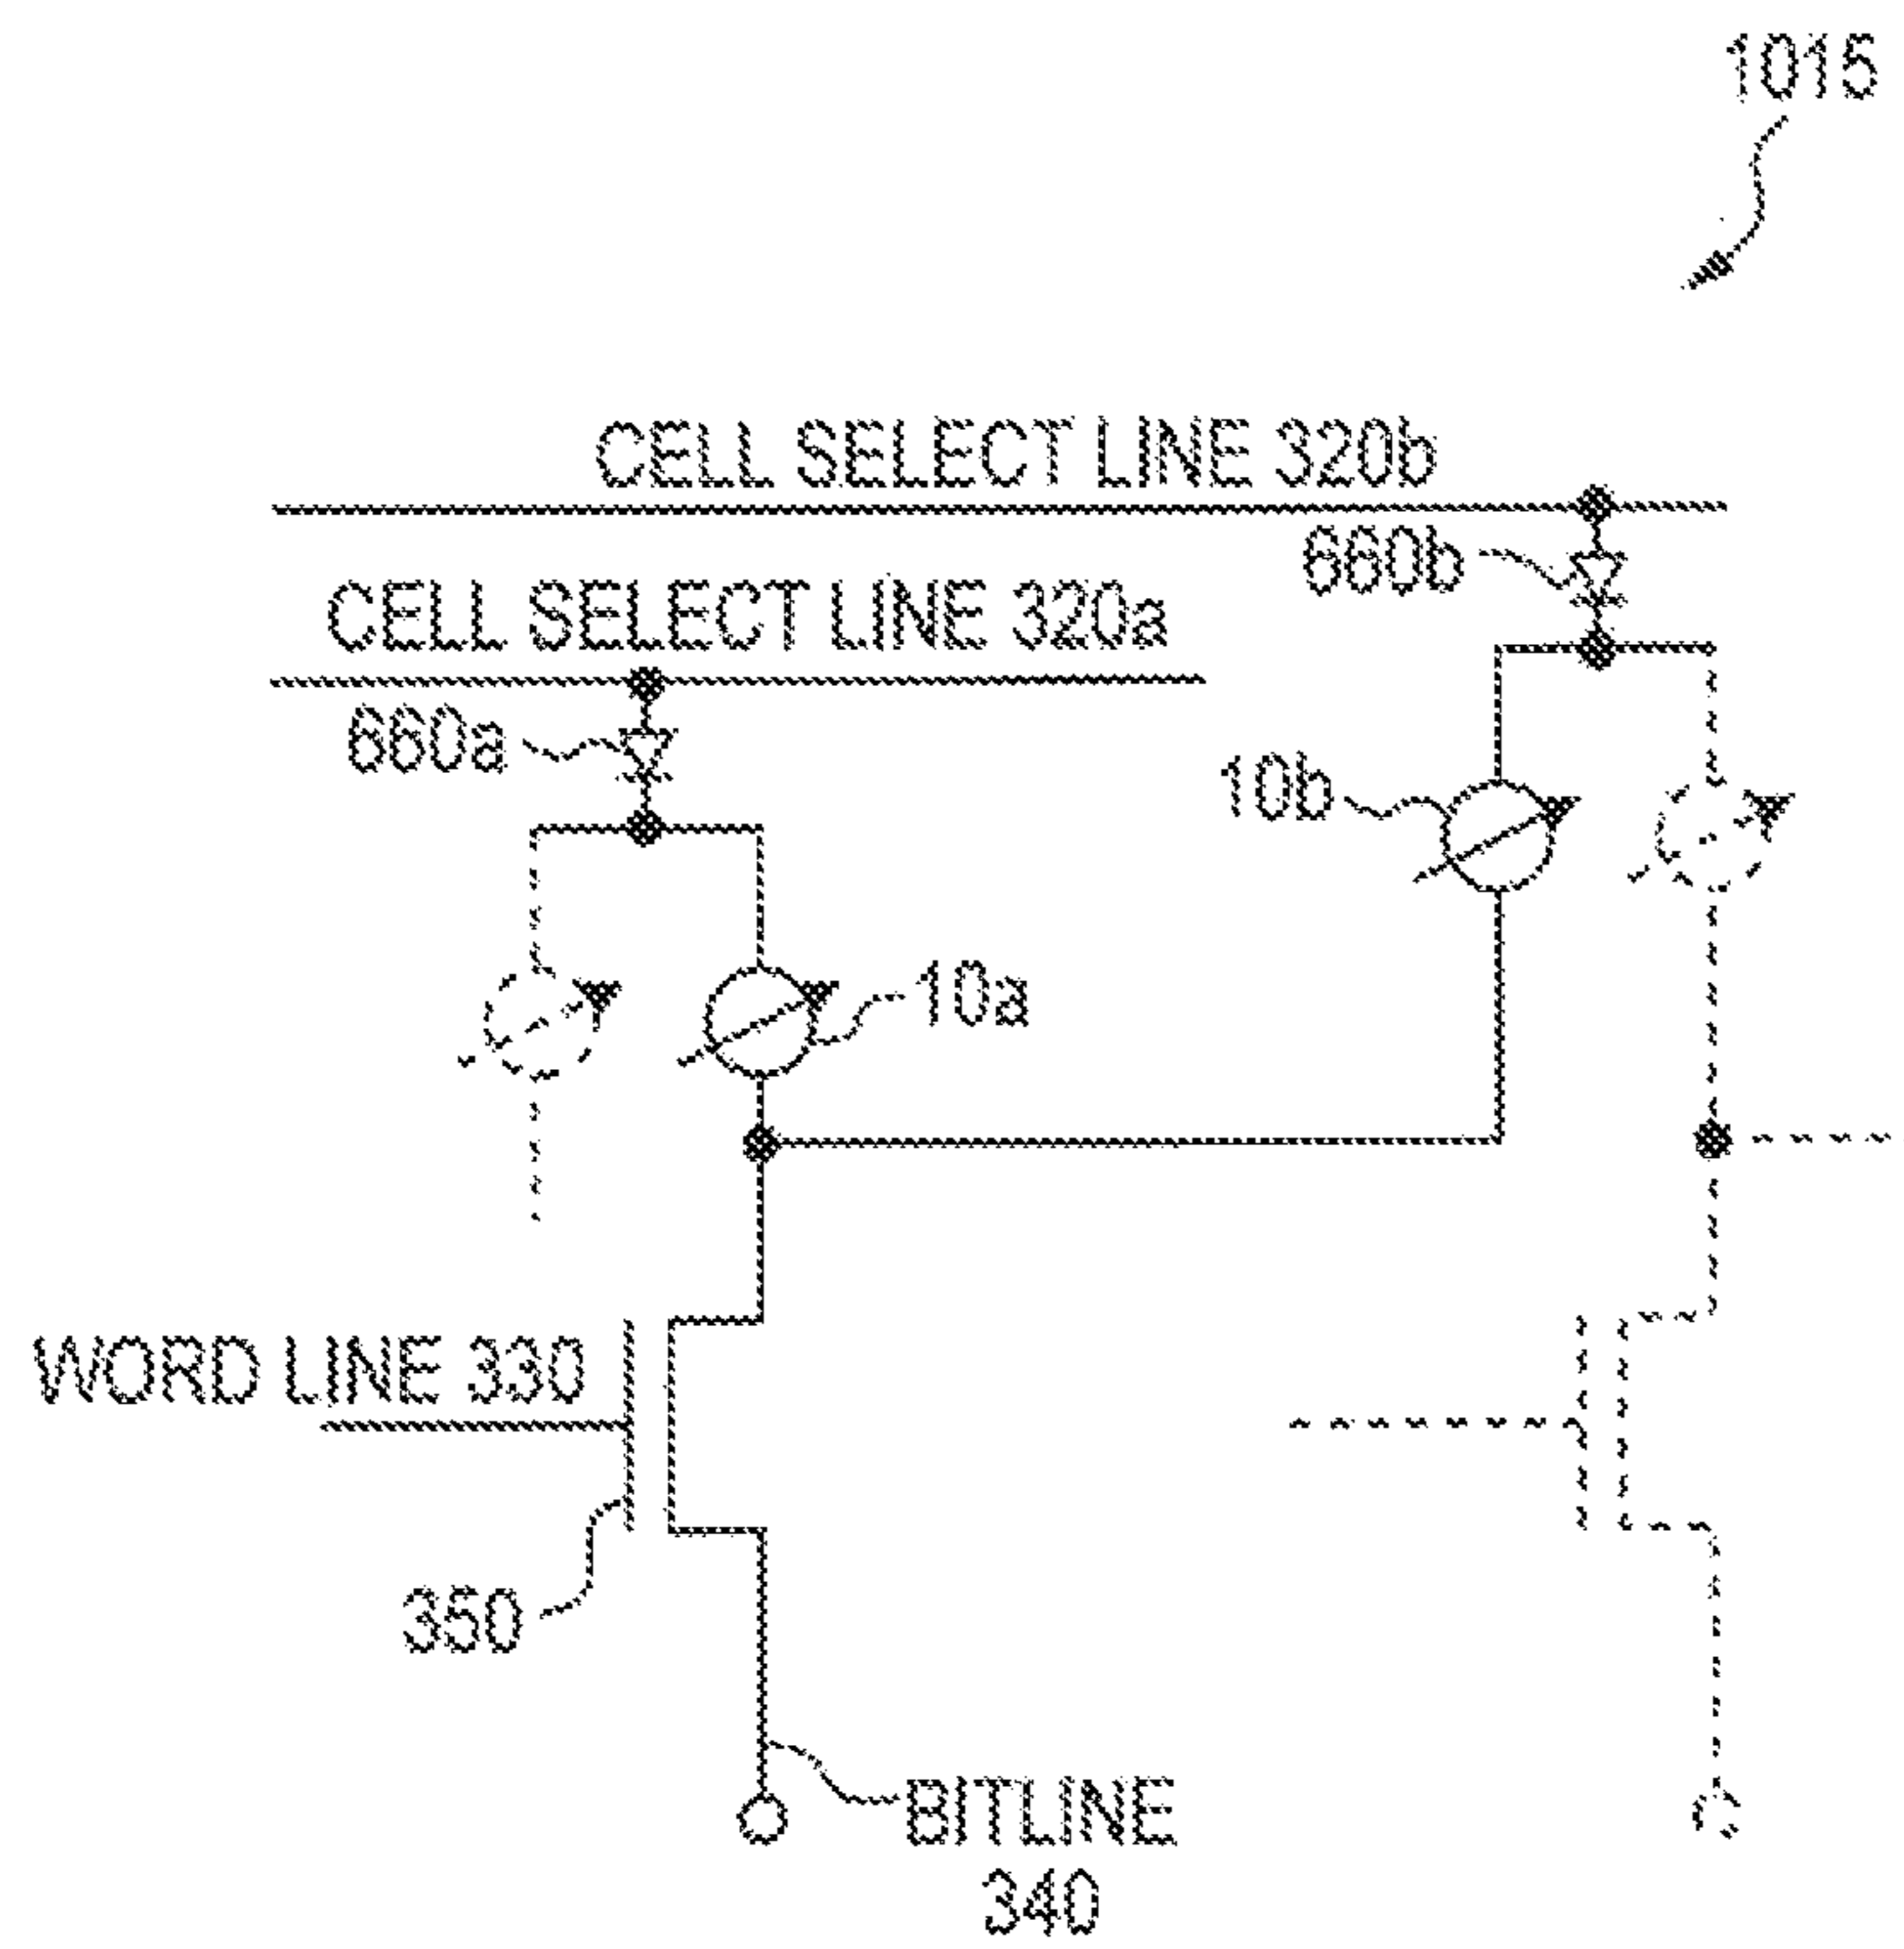 1015
CELL SELECT LINE 320b
660b
CELL SELECT LINE 320a
660a
10b
10a
WORD LINE 330
350
BITLINE
340